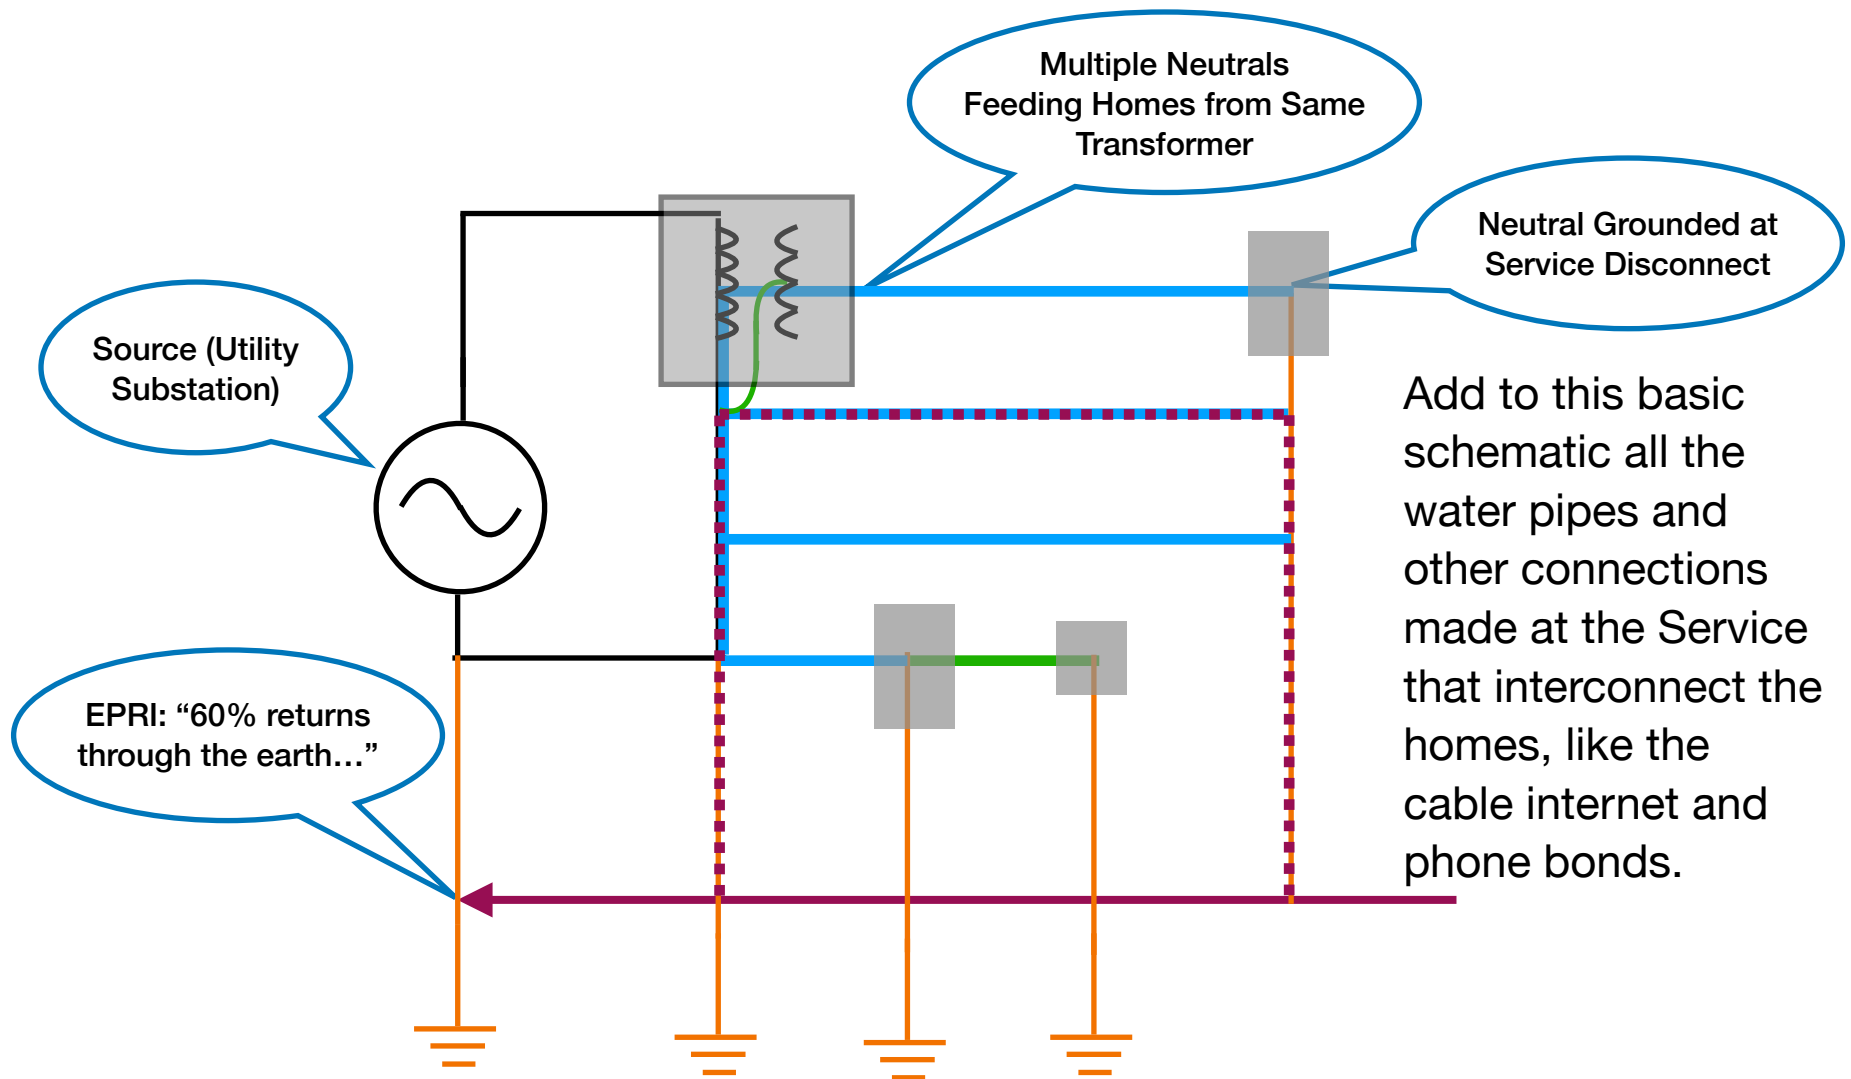 Multiple Neutrals
Feeding Homes from Same
Transformer
Neutral Grounded at
Service Disconnect
Source (Utility
Substation)
Add to this basic
schematic all the
water pipes and
other connections
made at the Service
that interconnect the
homes, like the
cable internet and
phone bonds.
EPRI: “60% returns
through the earth…”